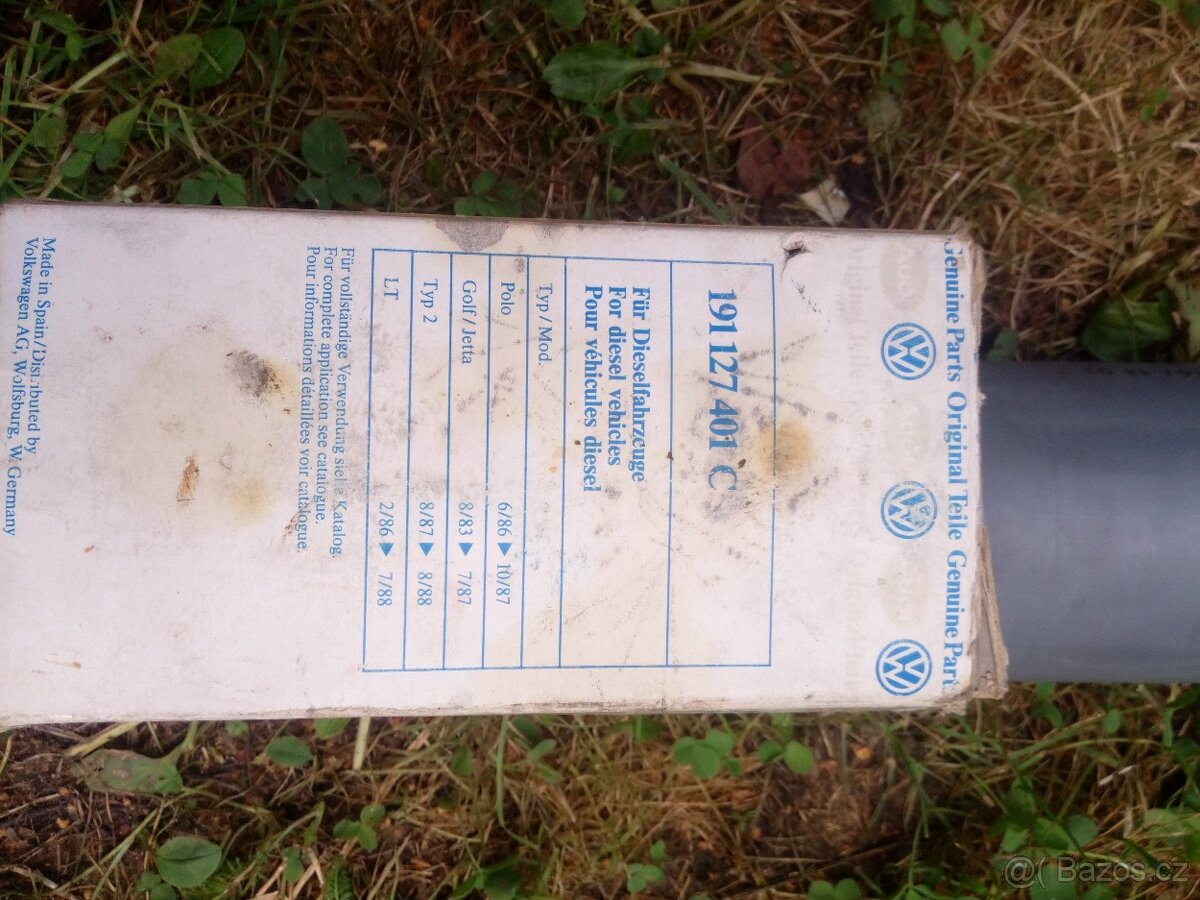 Genuine Parts Original Teile Genuine Part
191 127 401 C
Für Dieselfahrzeuge
For diesel vehicles
Pour véhicules diesel
Typ/Mod.
Polo 6/86 ▶ 10/87
Golf/Jetta 8/83 ▶ 7/87
Typ 2 8/87 ▶ 8/88
LT 2/86 ▶ 7/88
Für vollständige Verwendung siehe Katalog.
For complete application see catalogue.
Pour informations détaillées voir catalogue.
Made in Spain/Distributed by
Volkswagen AG, Wolfsburg, W Germany
@( Bazoš.cz